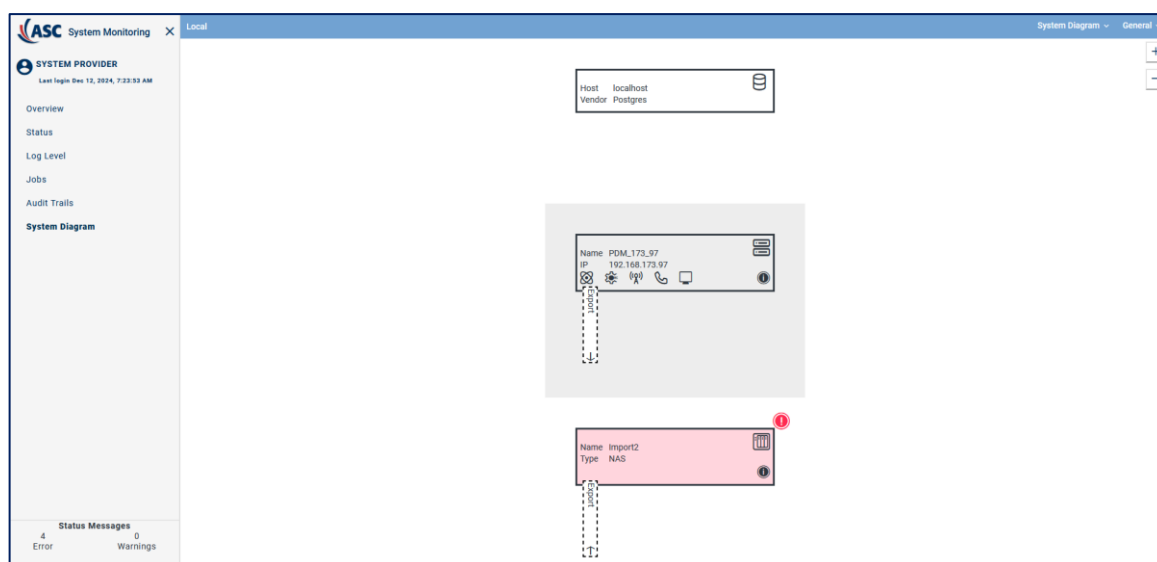 ASC System Monitoring
Local
System Diagram
General
SYSTEM PROVIDER
Last login Dec 12, 2024, 7:23:53 AM
Overview
Status
Log Level
Jobs
Audit Trails
System Diagram
Host localhost
Vendor Postgres
Name PDM_173_97
IP 192.168.173.97
Export
Name Import2
Type NAS
Export
Status Messages
4 0
Error Warnings